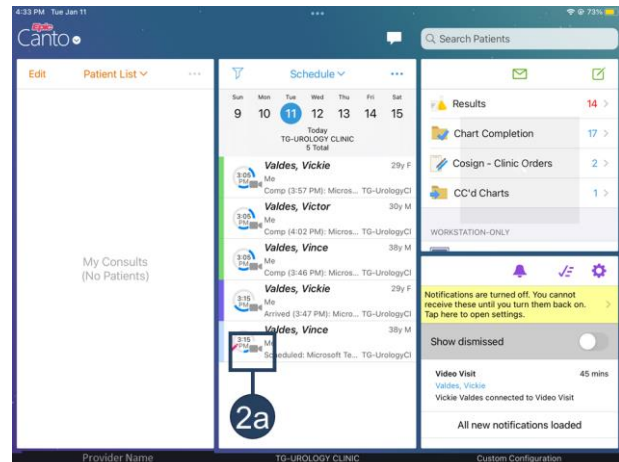 4:33 PM Tue Jan 11
73%
Epic
Canto
Search Patients
Edit Patient List
Schedule
Sun Mon Tue Wed Thu Fri Sat
9 10 11 12 13 14 15
Today
TG-UROLOGY CLINIC
5 Total
3:05 PM
Valdes, Vickie 29y F
Me
Comp (3:57 PM): Micros... TG-UrologyCl
3:05 PM
Valdes, Victor 30y M
Me
Comp (4:02 PM): Micros... TG-UrologyCl
3:05 PM
Valdes, Vince 38y M
Me
Comp (3:46 PM): Micros... TG-UrologyCl
3:15 PM
Valdes, Vickie 29y F
Me
Arrived (3:47 PM): Micro... TG-UrologyCl
3:15 PM
Valdes, Vince 38y M
Me
Scheduled: Microsoft Te... TG-UrologyCl
2a
My Consults
(No Patients)
Results 14
Chart Completion 17
Cosign - Clinic Orders 2
CC'd Charts 1
WORKSTATION-ONLY
Notifications are turned off. You cannot
receive these until you turn them back on.
Tap here to open settings.
Show dismissed
Video Visit 45 mins
Valdes, Vickie
Vickie Valdes connected to Video Visit
All new notifications loaded
Provider Name
TG-UROLOGY CLINIC
Custom Configuration